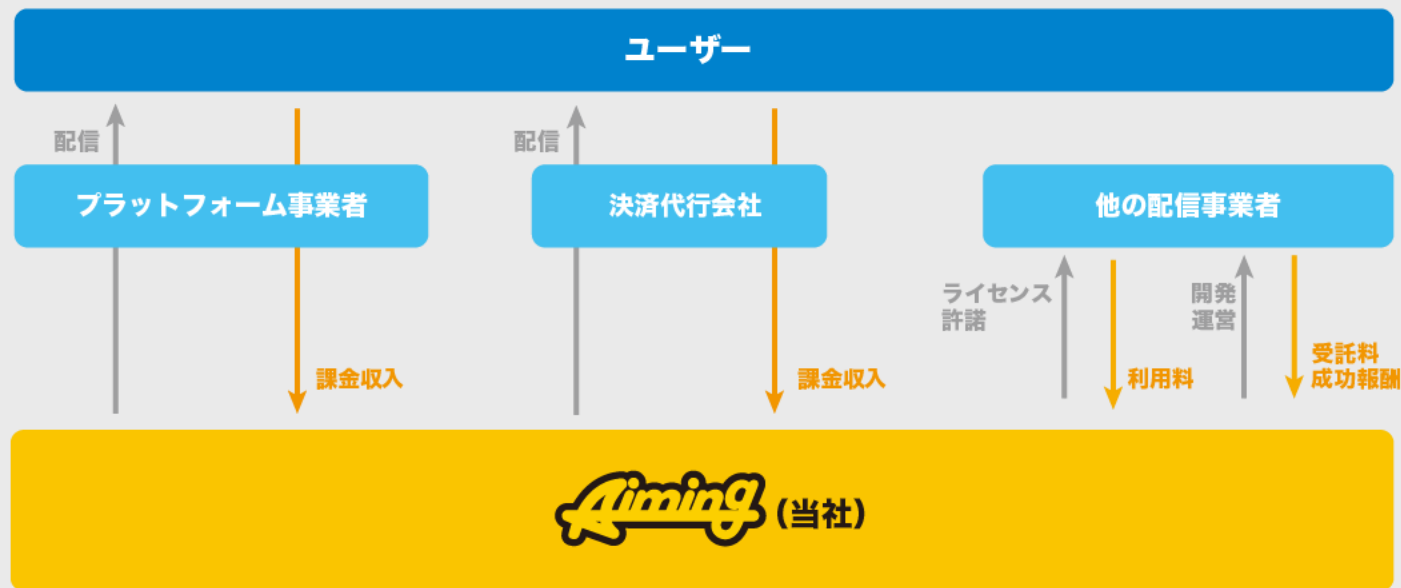 ユーザー
配信
配信
プラットフォーム事業者
決済代行会社
他の配信事業者
ライセンス
許諾
開発
運営
課金収入
課金収入
利用料
受託料
成功報酬
Aiming(当社)